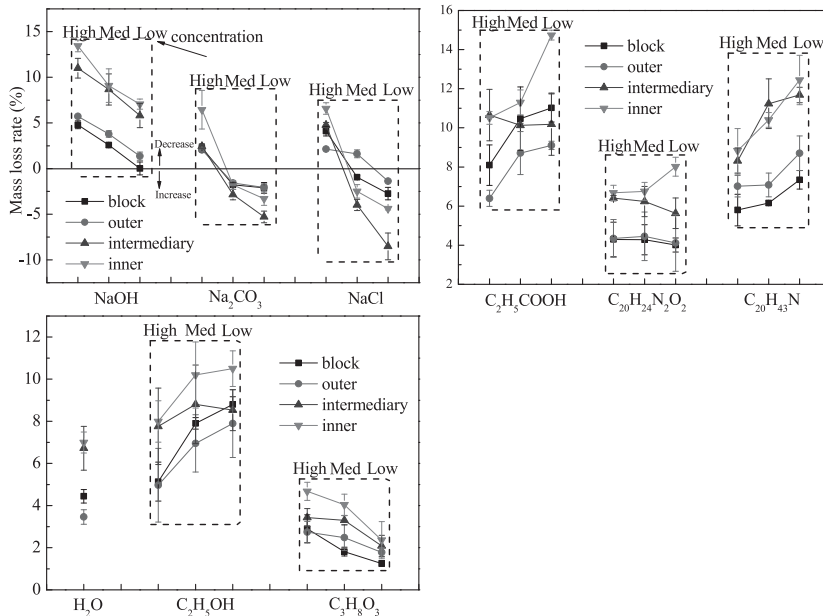 High Med Low concentration
High Med Low
High Med Low
Mass loss rate (%)
15
10
5
0
-5
-10
Decrease
Increase
block
outer
intermediary
inner
NaOH
Na₂CO₃
NaCl
16
14
12
10
8
6
4
2
High Med Low
High Med Low
High Med Low
block
outer
intermediary
inner
C₂H₅COOH
C₂₀H₂₄N₂O₂
C₂₀H₄₃N
12
10
8
6
4
2
0
High Med Low
High Med Low
block
outer
intermediary
inner
H₂O
C₂H₅OH
C₃H₈O₃